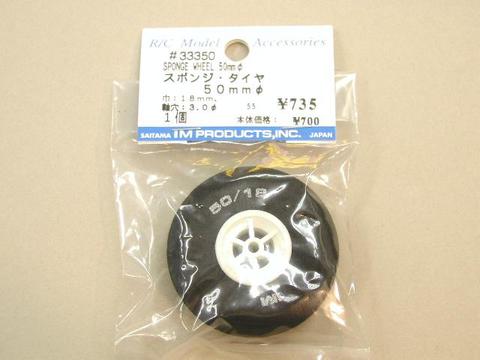 R/C Model Accessories
#33350
SPONGE WHEEL 50mmφ
スポンジ・タイヤ
50mmφ
巾:18mm.
軸穴:3.0φ 55 ¥735
1個 本体価格: ¥700
SAITAMA IM PRODUCTS,INC. JAPAN
50/18
IM